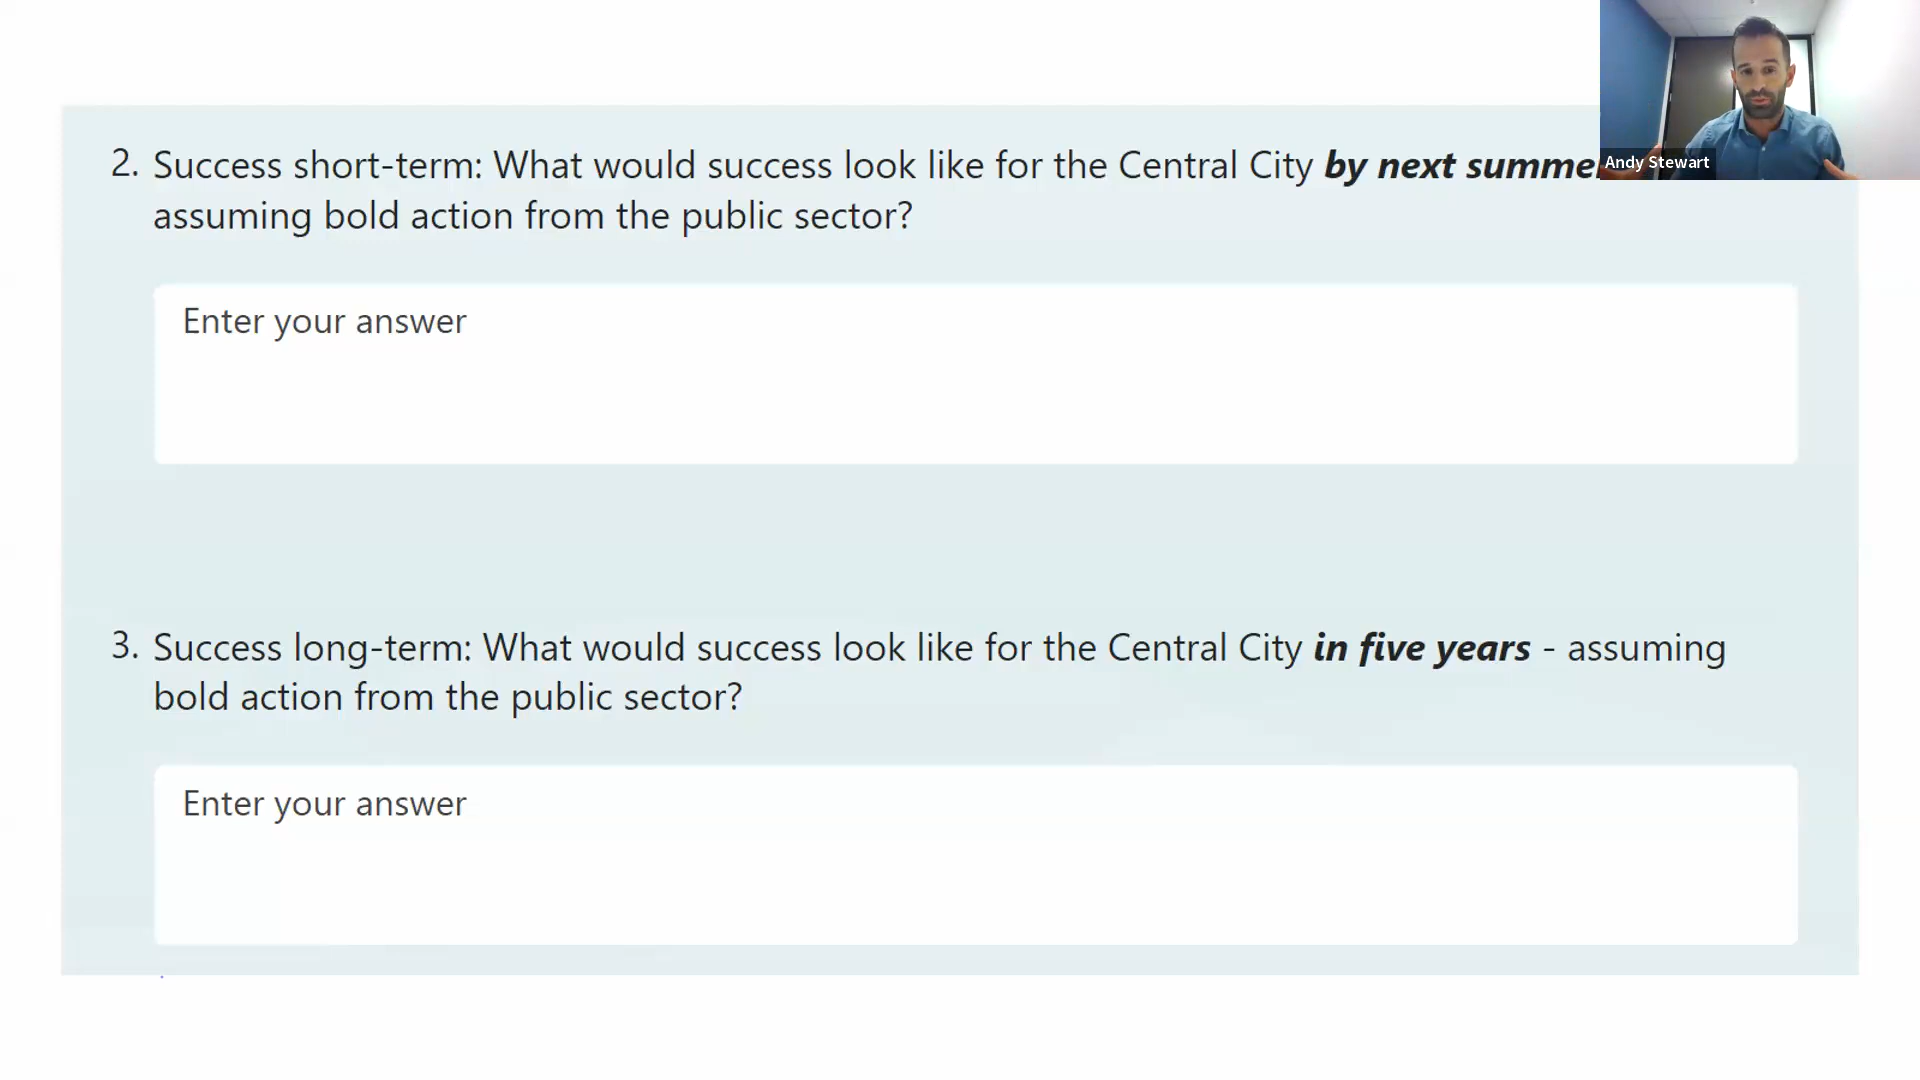 2. Success short-term: What would success look like for the Central City by next summer
assuming bold action from the public sector?
Enter your answer
3. Success long-term: What would success look like for the Central City in five years - assuming
bold action from the public sector?
Enter your answer
Andy Stewart